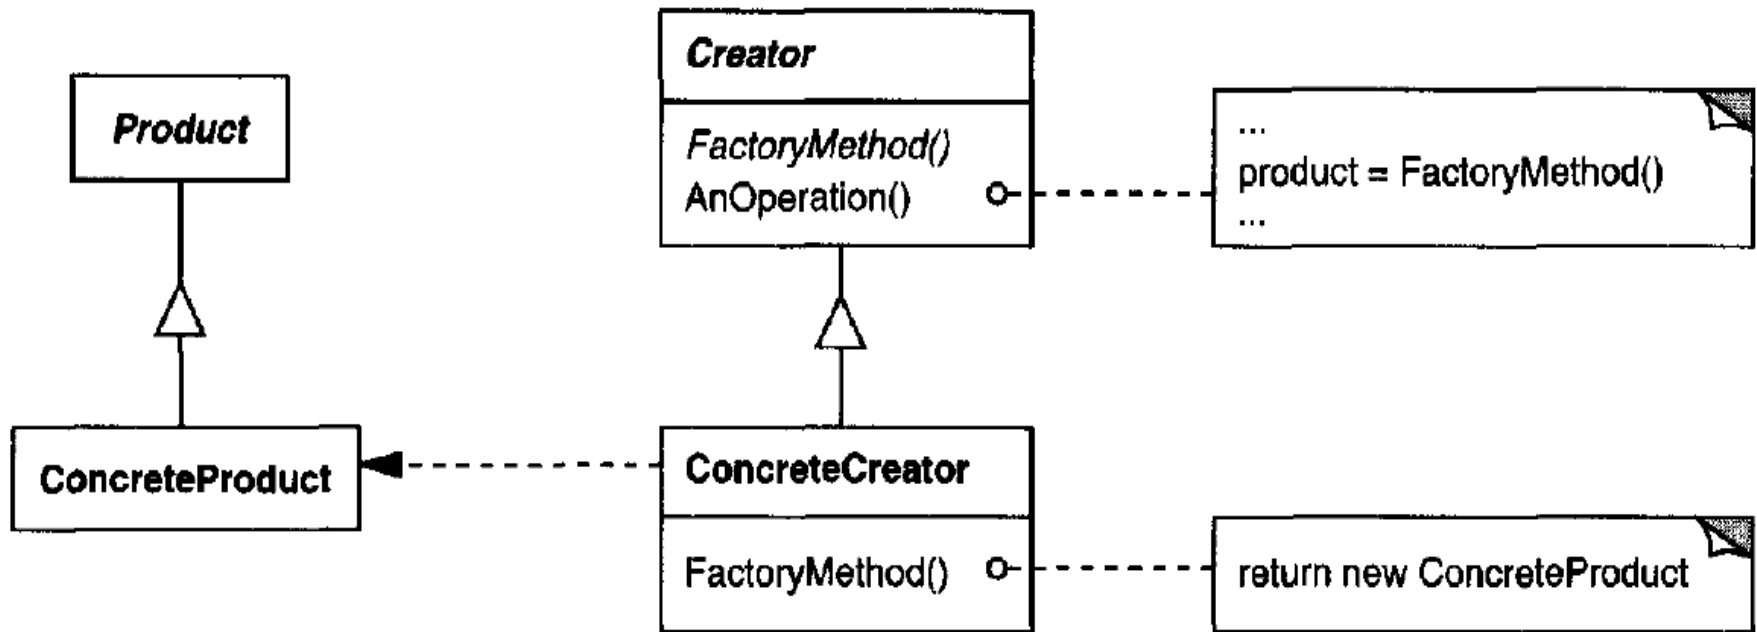 Product
ConcreteProduct
Creator
FactoryMethod()
AnOperation()
...
product = FactoryMethod()
...
ConcreteCreator
FactoryMethod()
return new ConcreteProduct